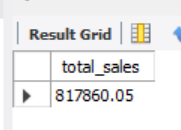 Result Grid
total_sales
817860.05